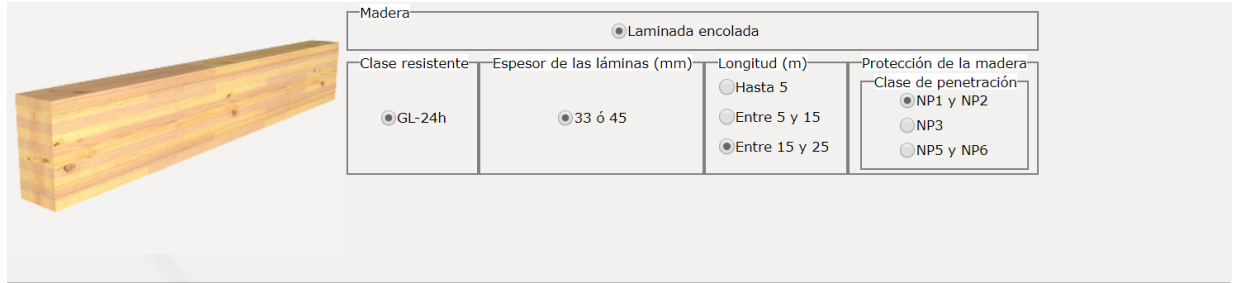 Madera
Laminada encolada
Clase resistente
GL-24h
Espesor de las láminas (mm)
33 ó 45
Longitud (m)
Hasta 5
Entre 5 y 15
Entre 15 y 25
Protección de la madera
Clase de penetración
NP1 y NP2
NP3
NP5 y NP6